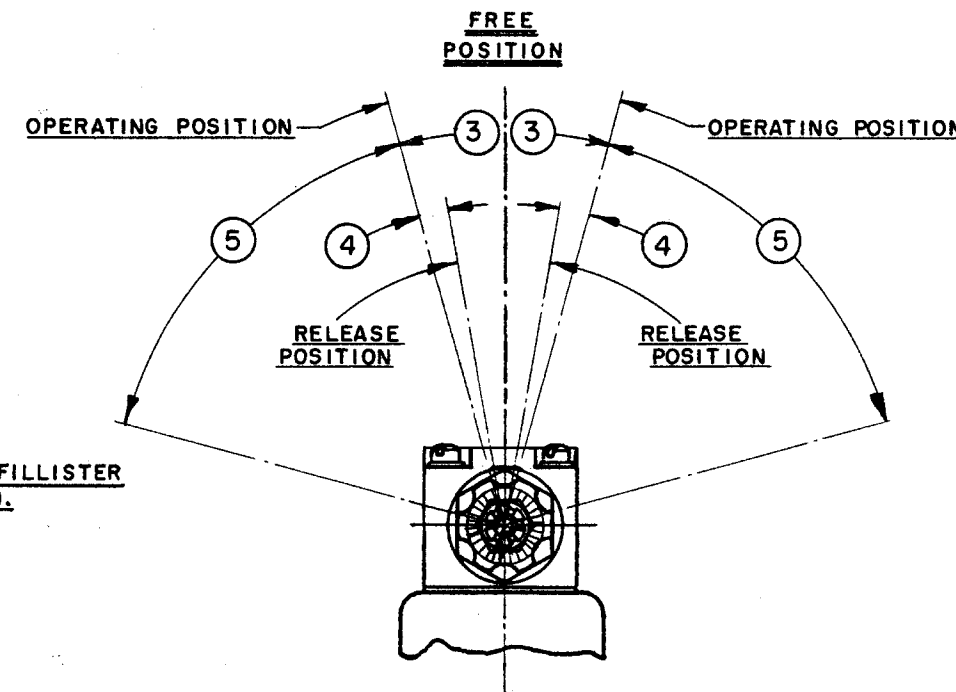 FREE
POSITION
OPERATING POSITION
3
3
OPERATING POSITION
5
4
4
5
RELEASE
POSITION
RELEASE
POSITION
FILLISTER